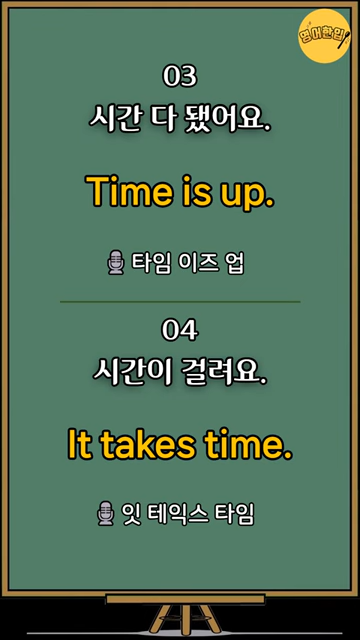 영어한입
03
시간 다 됐어요.
Time is up.
타임 이즈 업
04
시간이 걸려요.
It takes time.
잇 테익스 타임